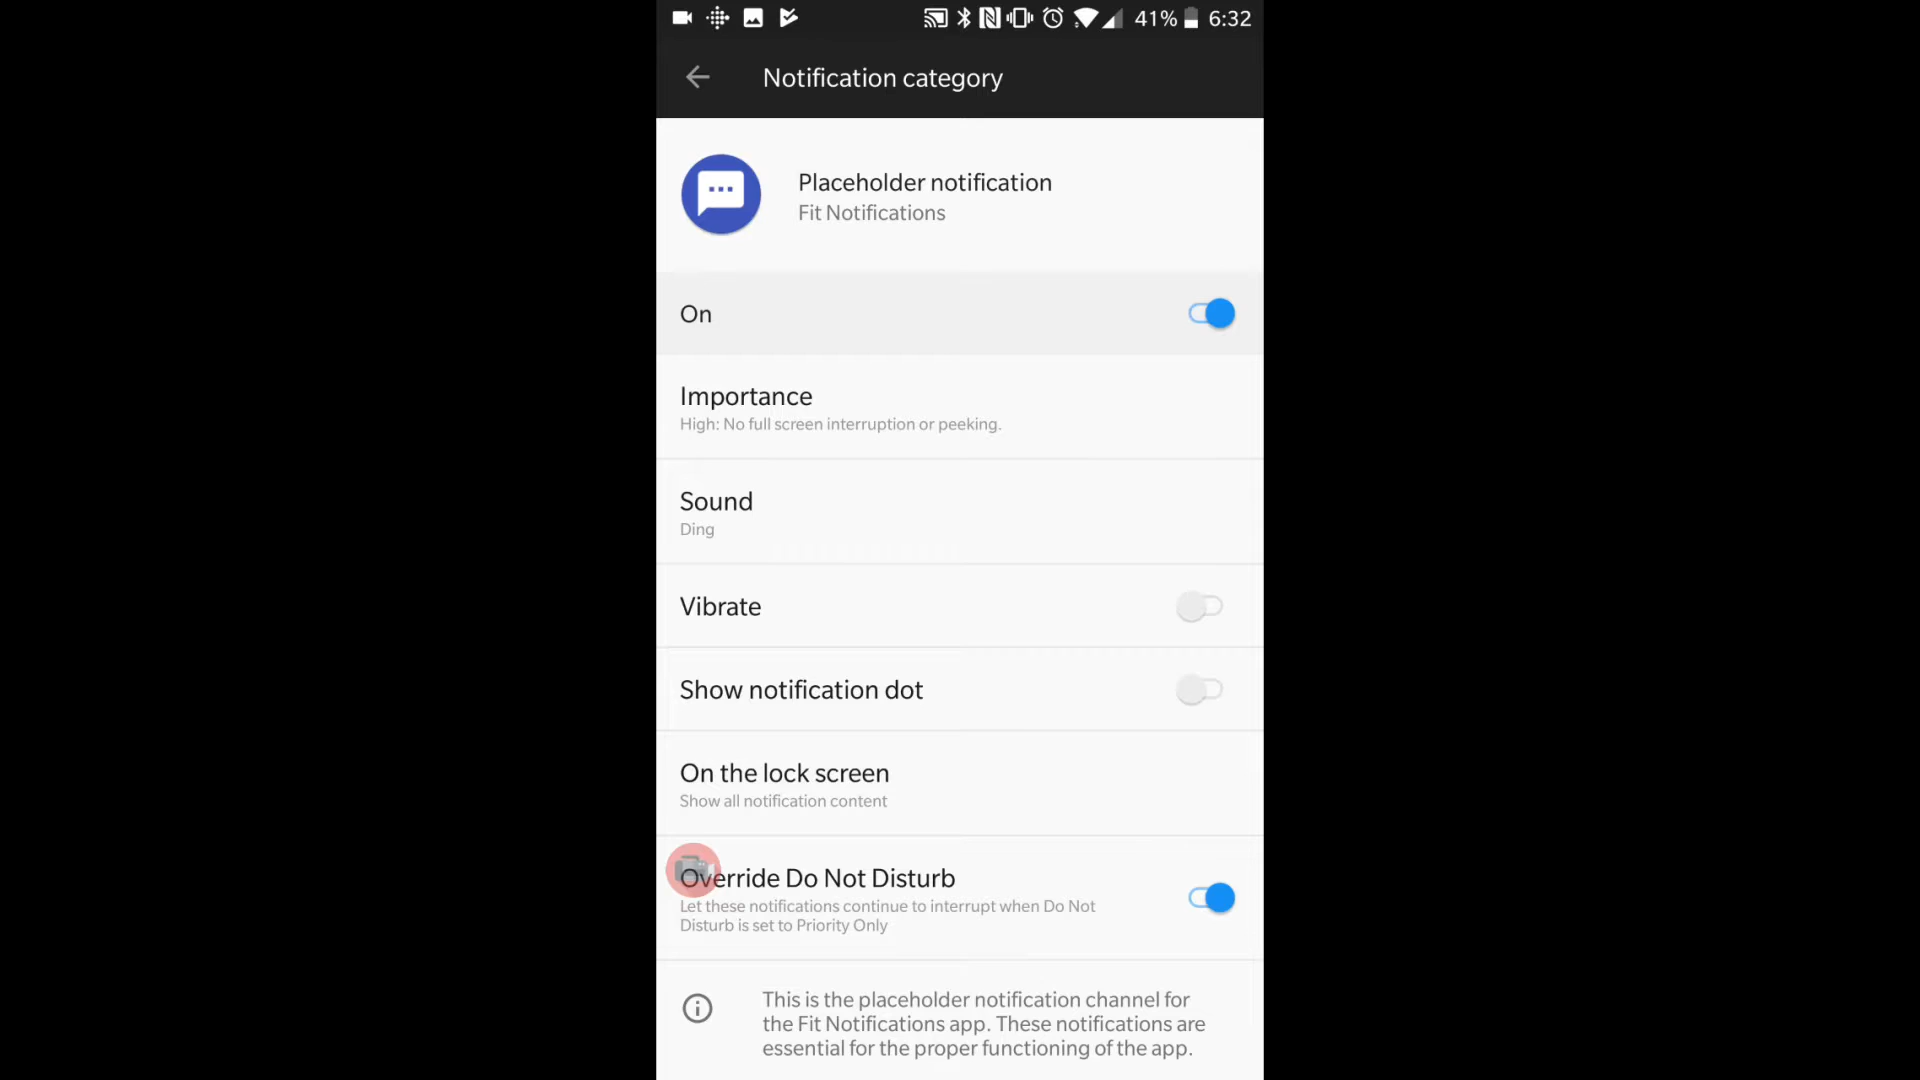 41% 6:32
Notification category
Placeholder notification
Fit Notifications
On
Importance
High: No full screen interruption or peeking.
Sound
Ding
Vibrate
Show notification dot
On the lock screen
Show all notification content
Override Do Not Disturb
Let these notifications continue to interrupt when Do Not
Disturb is set to Priority Only
This is the placeholder notification channel for
the Fit Notifications app. These notifications are
essential for the proper functioning of the app.